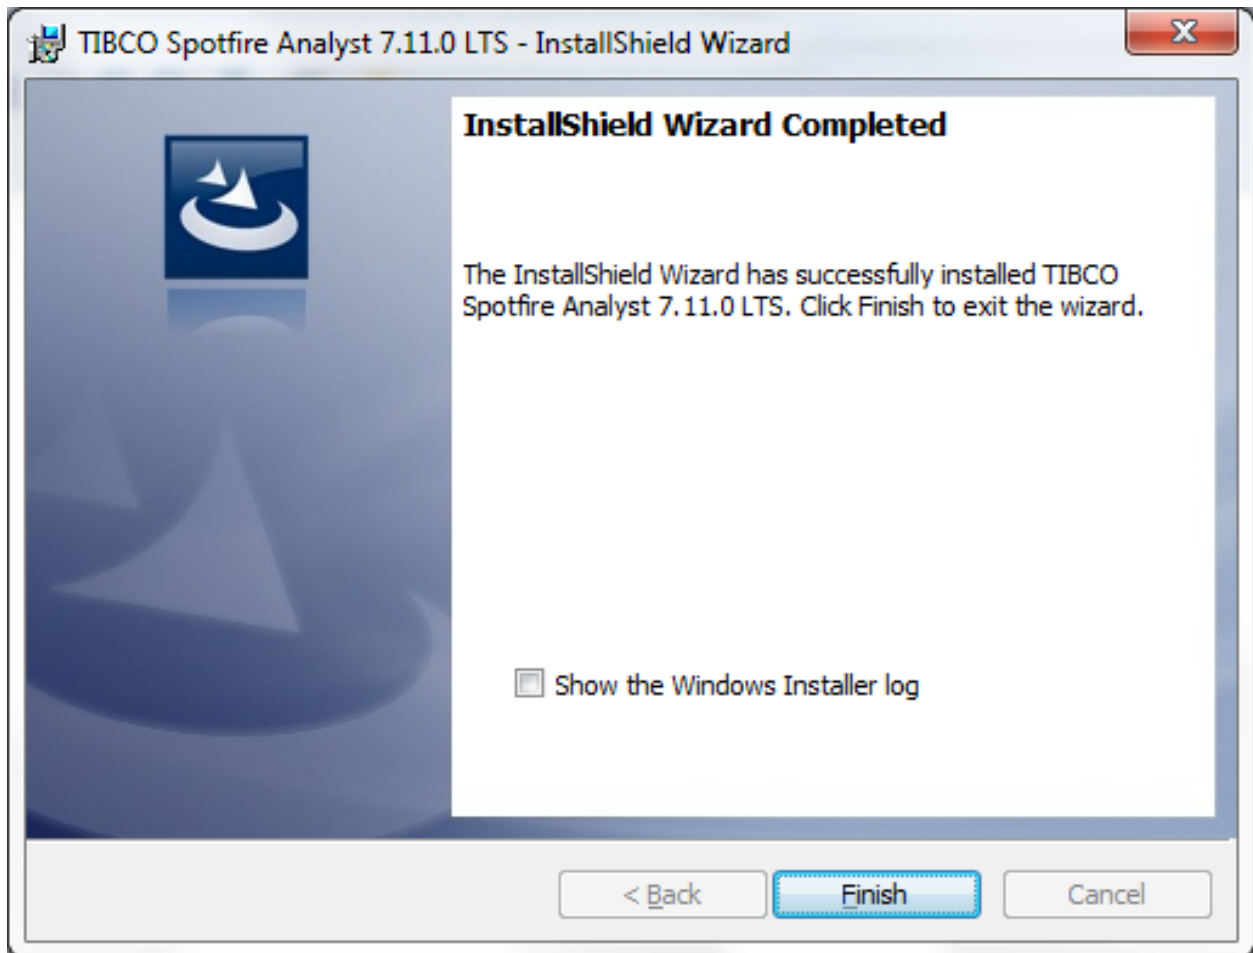 TIBCO Spotfire Analyst 7.11.0 LTS - InstallShield Wizard
InstallShield Wizard Completed
The InstallShield Wizard has successfully installed TIBCO
Spotfire Analyst 7.11.0 LTS. Click Finish to exit the wizard.
Show the Windows Installer log
< Back
Finish
Cancel